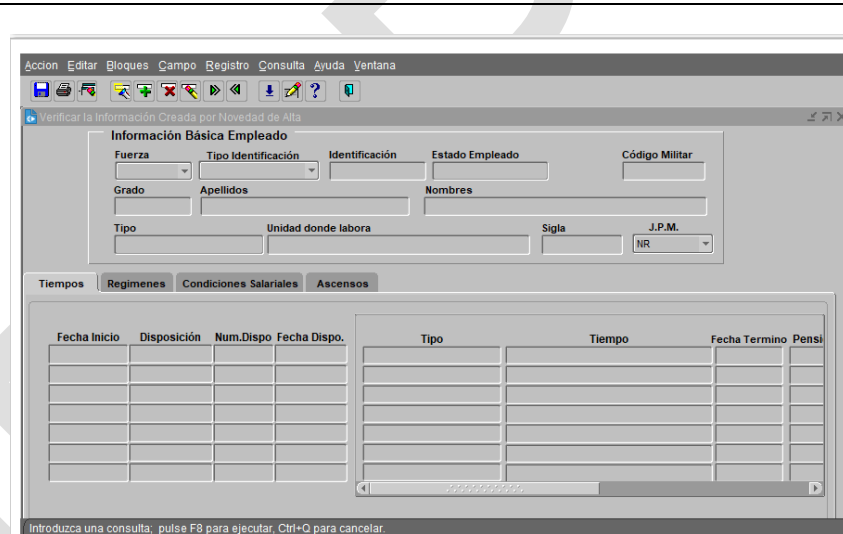 Accion Editar Bloques Campo Registro Consulta Ayuda Ventana
Verificar la Información Creada por Novedad de Alta
Información Básica Empleado
Fuerza Tipo Identificación Identificación Estado Empleado Código Militar
Grado Apellidos Nombres
Tipo Unidad donde labora Sigla J.P.M.
NR
Tiempos Regimenes Condiciones Salariales Ascensos
Fecha Inicio Disposición Num.Dispo Fecha Dispo. Tipo Tiempo Fecha Termino Pensi
Introduzca una consulta; pulse F8 para ejecutar, Ctrl+Q para cancelar.